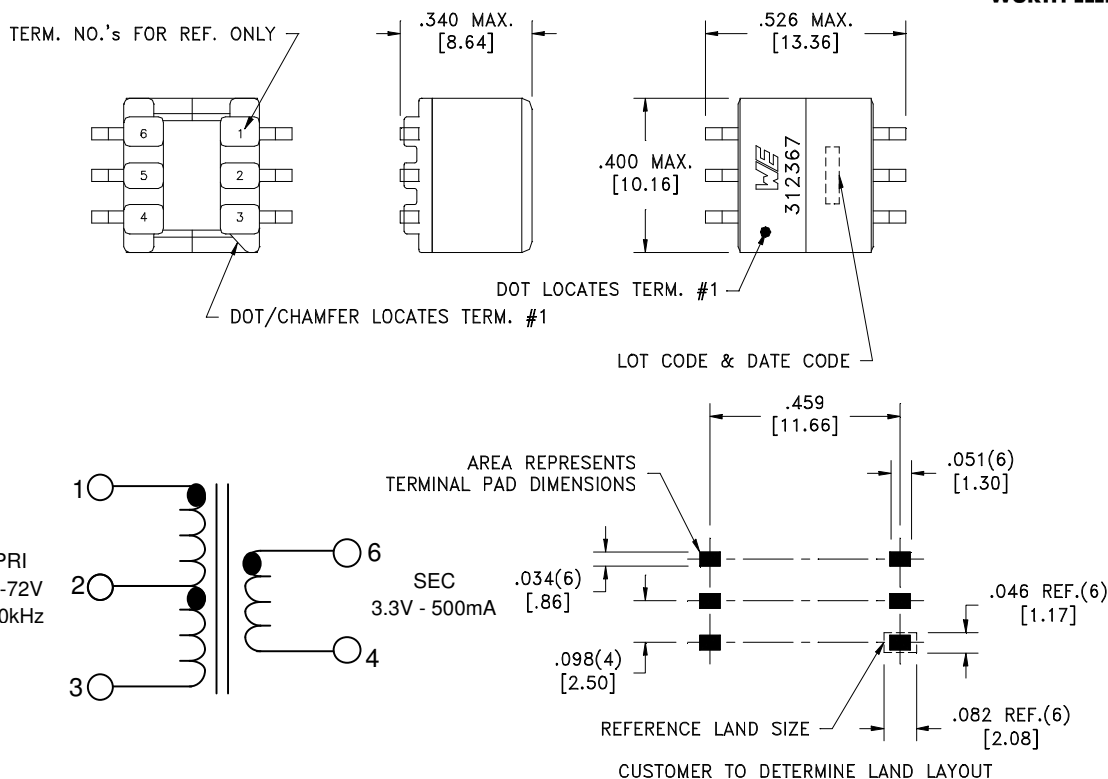 TERM. NO.'s FOR REF. ONLY
.340 MAX.
[8.64]
.526 MAX.
[13.36]
6
1
5
2
4
3
.400 MAX.
[10.16]
WE
312367
DOT LOCATES TERM. #1
DOT/CHAMFER LOCATES TERM. #1
LOT CODE & DATE CODE
1
PRI
2
-72V
0kHz
3
6
SEC
3.3V - 500mA
4
.459
[11.66]
AREA REPRESENTS
TERMINAL PAD DIMENSIONS
.051(6)
[1.30]
.034(6)
[.86]
.046 REF.(6)
[1.17]
.098(4)
[2.50]
REFERENCE LAND SIZE
.082 REF.(6)
[2.08]
CUSTOMER TO DETERMINE LAND LAYOUT